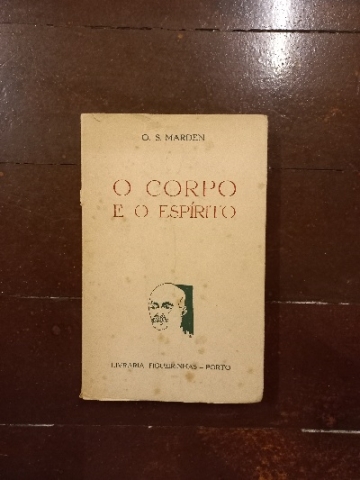 O. S. MARDEN
O CORPO
E O ESPÍRITO
LIVRARIA FIGUEIRINHAS – PORTO